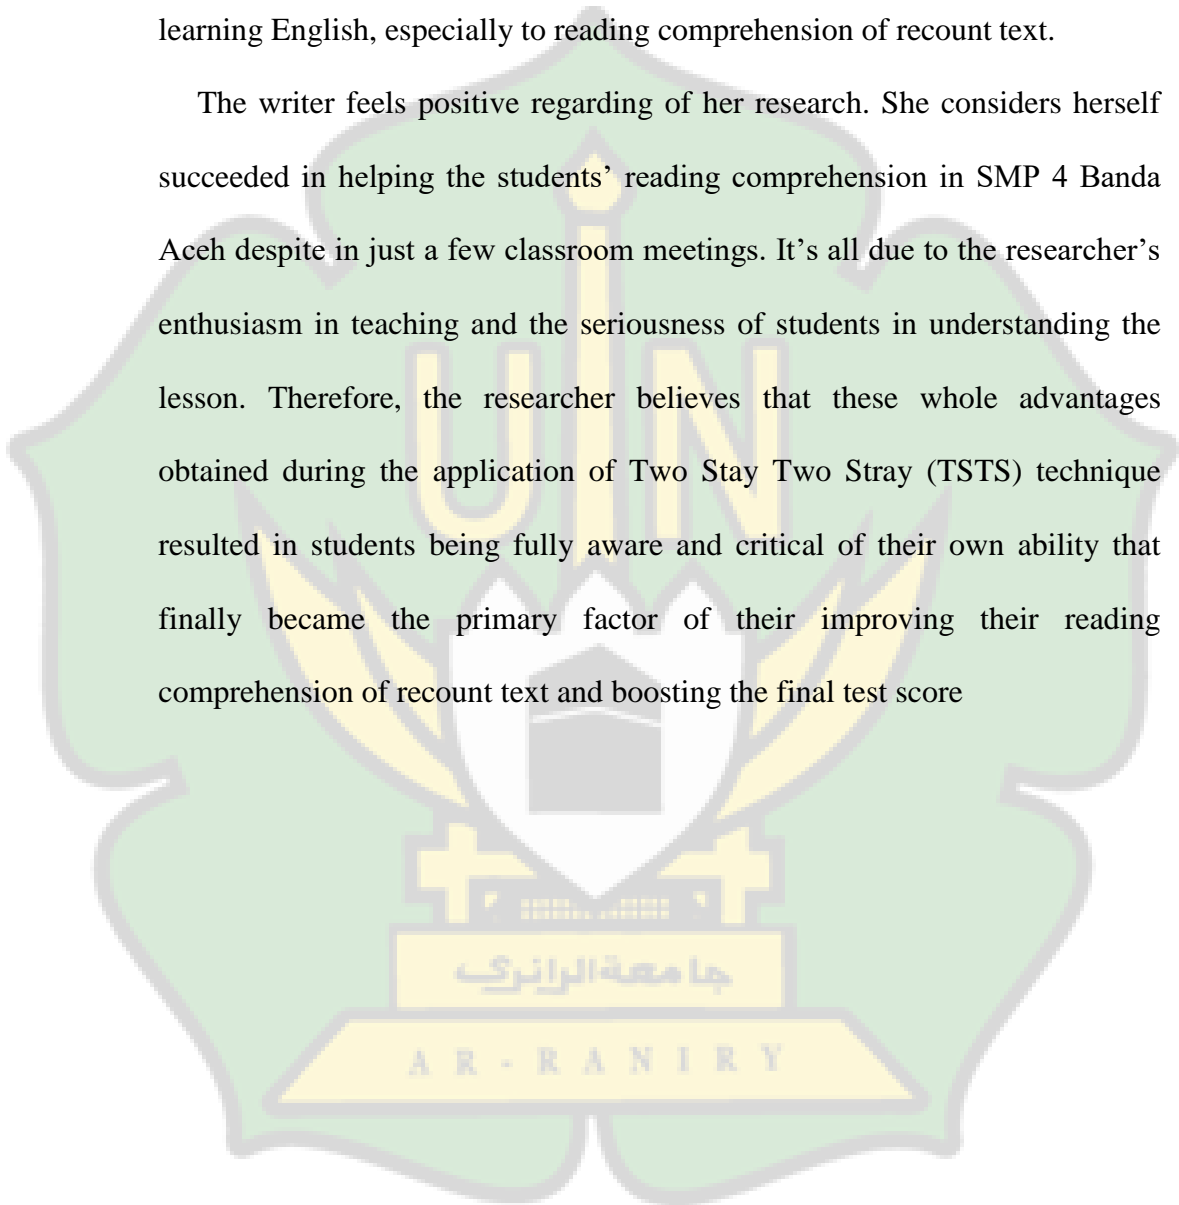 learning English, especially to reading comprehension of recount text.
The writer feels positive regarding of her research. She considers herself
succeeded in helping the students’ reading comprehension in SMP 4 Banda
Aceh despite in just a few classroom meetings. It’s all due to the researcher’s
enthusiasm in teaching and the seriousness of students in understanding the
lesson. Therefore, the researcher believes that these whole advantages
obtained during the application of Two Stay Two Stray (TSTS) technique
resulted in students being fully aware and critical of their own ability that
finally became the primary factor of their improving their reading
comprehension of recount text and boosting the final test score
UIN
جامعة الرانري
AR-RANIRY